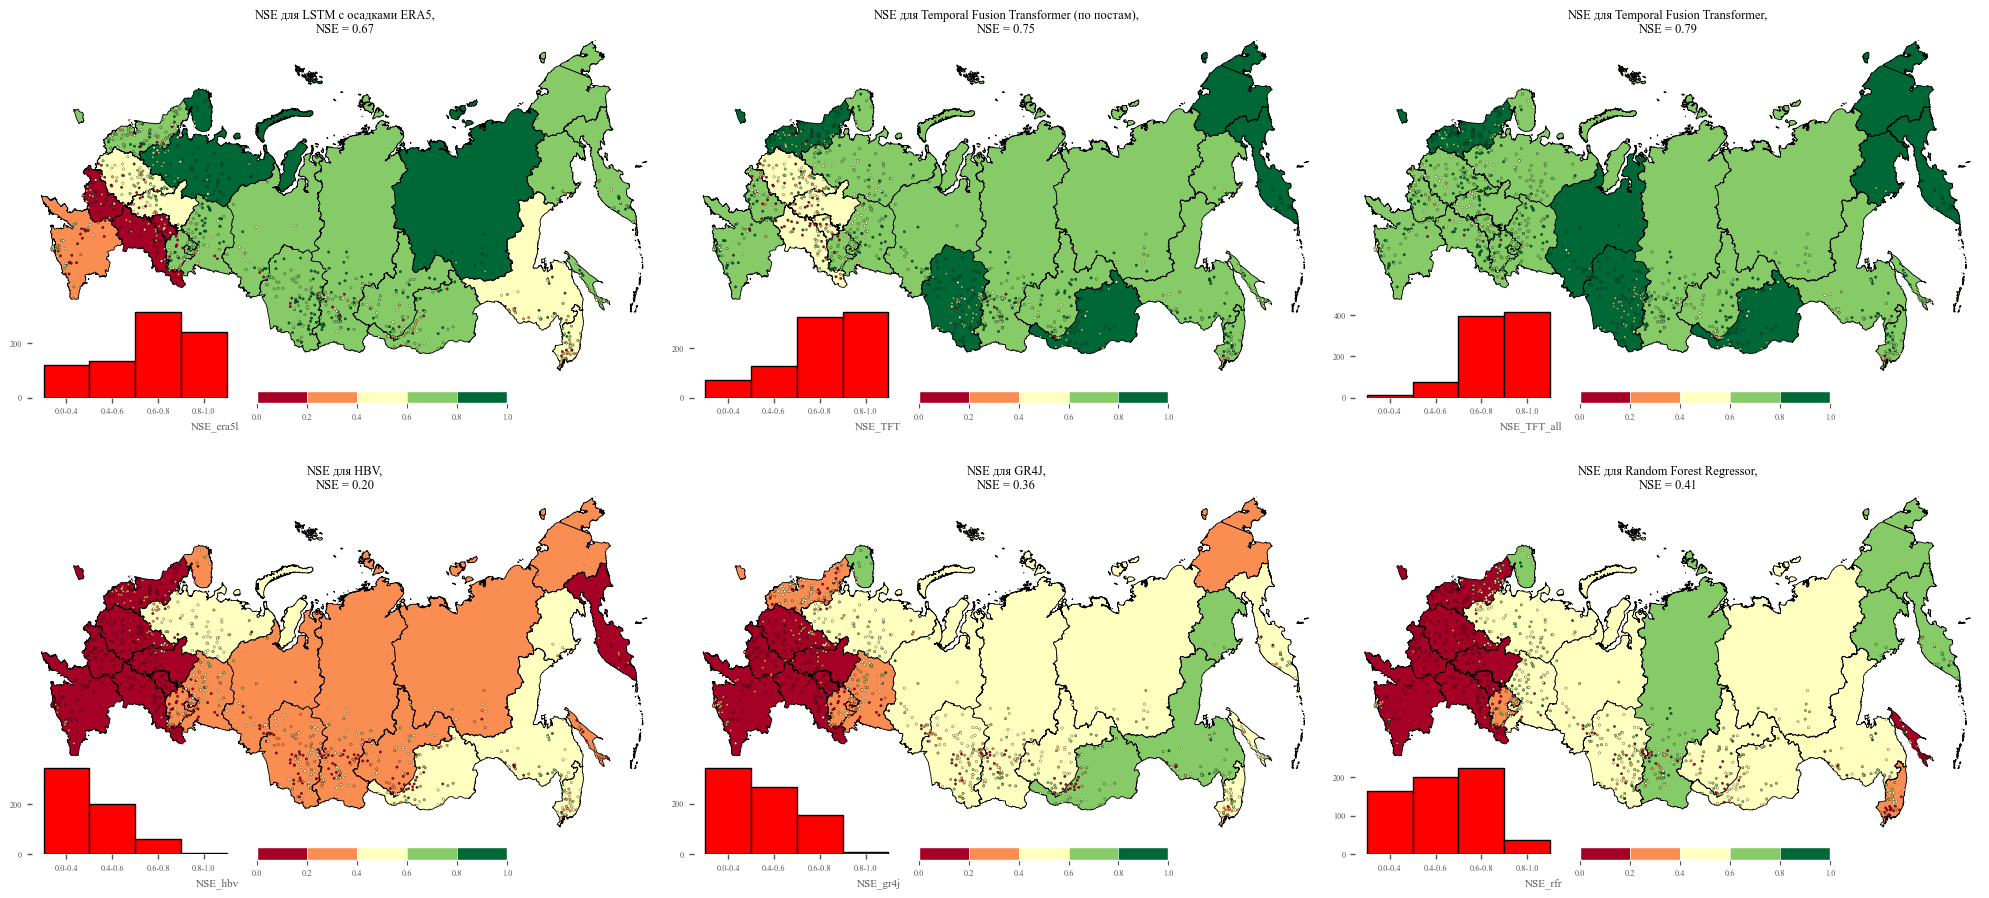 NSE для LSTM с осадками ERA5,
NSE = 0.67
200
0
0.0-0.4 0.4-0.6 0.6-0.8 0.8-1.0
0.0 0.2 0.4 0.6 0.8 1.0
NSE_era5l
NSE для Temporal Fusion Transformer (по постам),
NSE = 0.75
200
0
0.0-0.4 0.4-0.6 0.6-0.8 0.8-1.0
0.0 0.2 0.4 0.6 0.8 1.0
NSE_TFT
NSE для Temporal Fusion Transformer,
NSE = 0.79
400
200
0
0.0-0.4 0.4-0.6 0.6-0.8 0.8-1.0
0.0 0.2 0.4 0.6 0.8 1.0
NSE_TFT_all
NSE для HBV,
NSE = 0.20
200
0
0.0-0.4 0.4-0.6 0.6-0.8 0.8-1.0
0.0 0.2 0.4 0.6 0.8 1.0
NSE_hbv
NSE для GR4J,
NSE = 0.36
200
0
0.0-0.4 0.4-0.6 0.6-0.8 0.8-1.0
0.0 0.2 0.4 0.6 0.8 1.0
NSE_gr4j
NSE для Random Forest Regressor,
NSE = 0.41
200
100
0
0.0-0.4 0.4-0.6 0.6-0.8 0.8-1.0
0.0 0.2 0.4 0.6 0.8 1.0
NSE_rfr